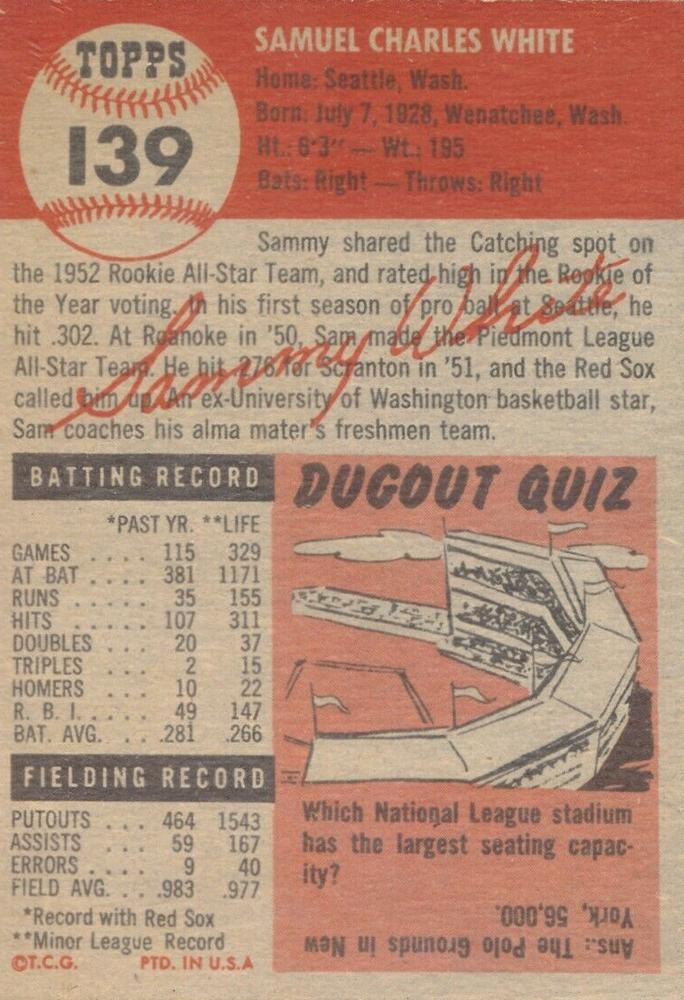 TOPPS
139
SAMUEL CHARLES WHITE
Home: Seattle, Wash.
Born: July 7, 1928, Wenatchee, Wash.
Ht.: 6'3" — Wt.: 195
Bats: Right — Throws: Right
Sammy shared the Catching spot on
the 1952 Rookie All-Star Team, and rated high in the Rookie of
the Year voting. In his first season of pro ball at Seattle, he
hit .302. At Roanoke in '50, Sam made the Piedmont League
All-Star Team. He hit .276 for Scranton in '51, and the Red Sox
called him up. An ex-University of Washington basketball star,
Sam coaches his alma mater's freshmen team.
Sammy White
BATTING RECORD
*PAST YR. **LIFE
GAMES .... 115 329
AT BAT .... 381 1171
RUNS ..... 35 155
HITS ..... 107 311
DOUBLES .. 20 37
TRIPLES ... 2 15
HOMERS ... 10 22
R. B. I. .... 49 147
BAT. AVG. ... .281 .266
FIELDING RECORD
PUTOUTS ... 464 1543
ASSISTS .... 59 167
ERRORS .... 9 40
FIELD AVG. ... .983 .977
*Record with Red Sox
**Minor League Record
©T.C.G. PTD. IN U.S.A
DUGOUT QUIZ
Which National League stadium
has the largest seating capac-
ity?
Ans.: The Polo Grounds in New
York, 56,000.